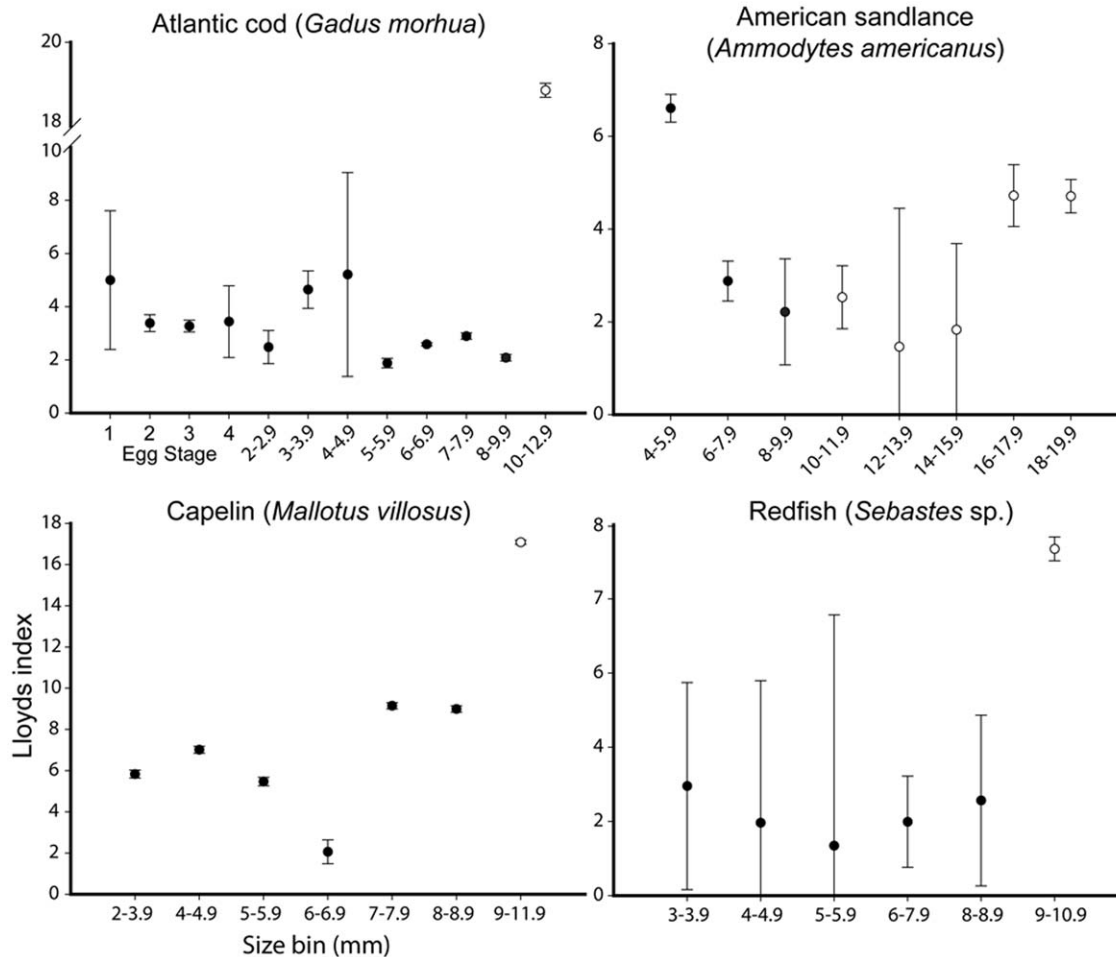 Atlantic cod (Gadus morhua)
20
18
10
8
6
4
2
0
1 2 3 4 2-2.9 3-3.9 4-4.9 5-5.9 6-6.9 7-7.9 8-9.9 10-12.9
Egg Stage
American sandlance
(Ammodytes americanus)
8
6
4
2
0
4-5.9 6-7.9 8-9.9 10-11.9 12-13.9 14-15.9 16-17.9 18-19.9
Capelin (Mallotus villosus)
Lloyds index
18
16
14
12
10
8
6
4
2
0
2-3.9 4-4.9 5-5.9 6-6.9 7-7.9 8-8.9 9-11.9
Size bin (mm)
Redfish (Sebastes sp.)
8
7
6
4
2
0
3-3.9 4-4.9 5-5.9 6-7.9 8-8.9 9-10.9